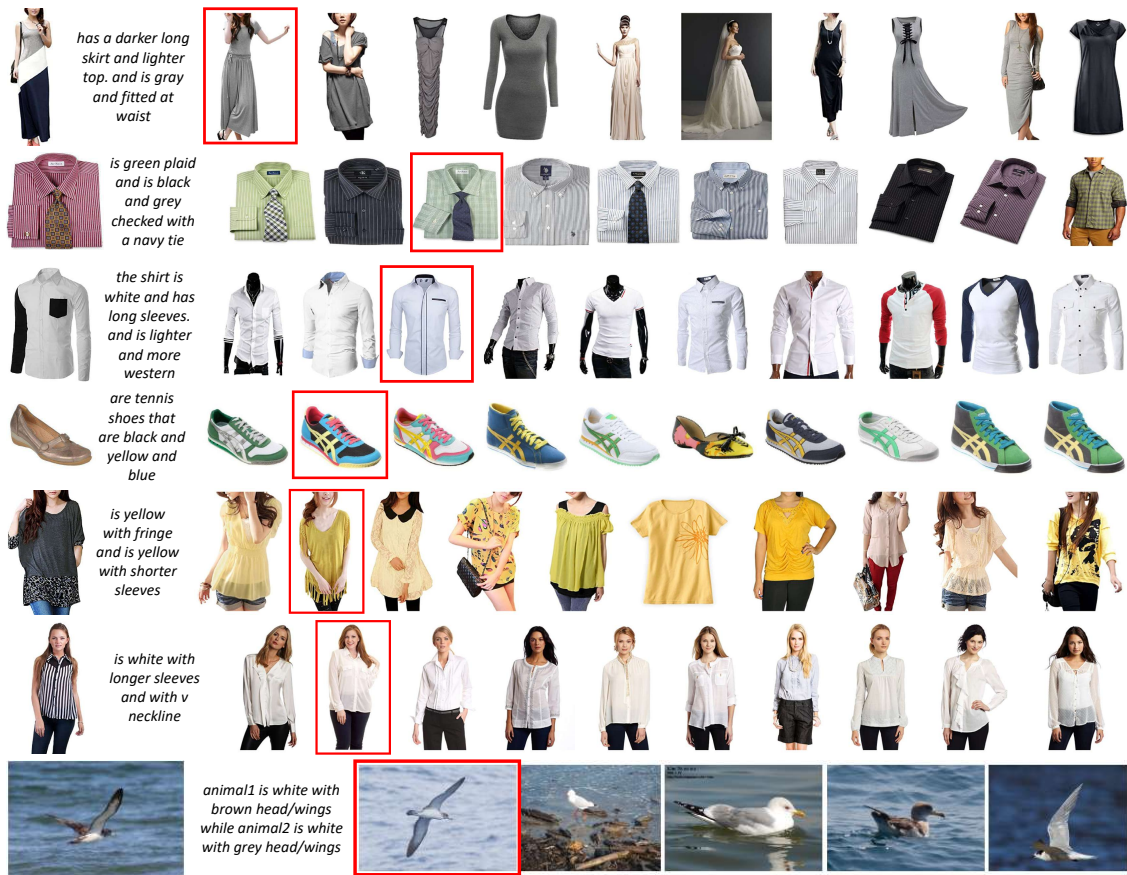 has a darker long
skirt and lighter
top. and is gray
and fitted at
waist
is green plaid
and is black
and grey
checked with
a navy tie
the shirt is
white and has
long sleeves.
and is lighter
and more
western
are tennis
shoes that
are black and
yellow and
blue
is yellow
with fringe
and is yellow
with shorter
sleeves
is white with
longer sleeves
and with v
neckline
animal1 is white with
brown head/wings
while animal2 is white
with grey head/wings